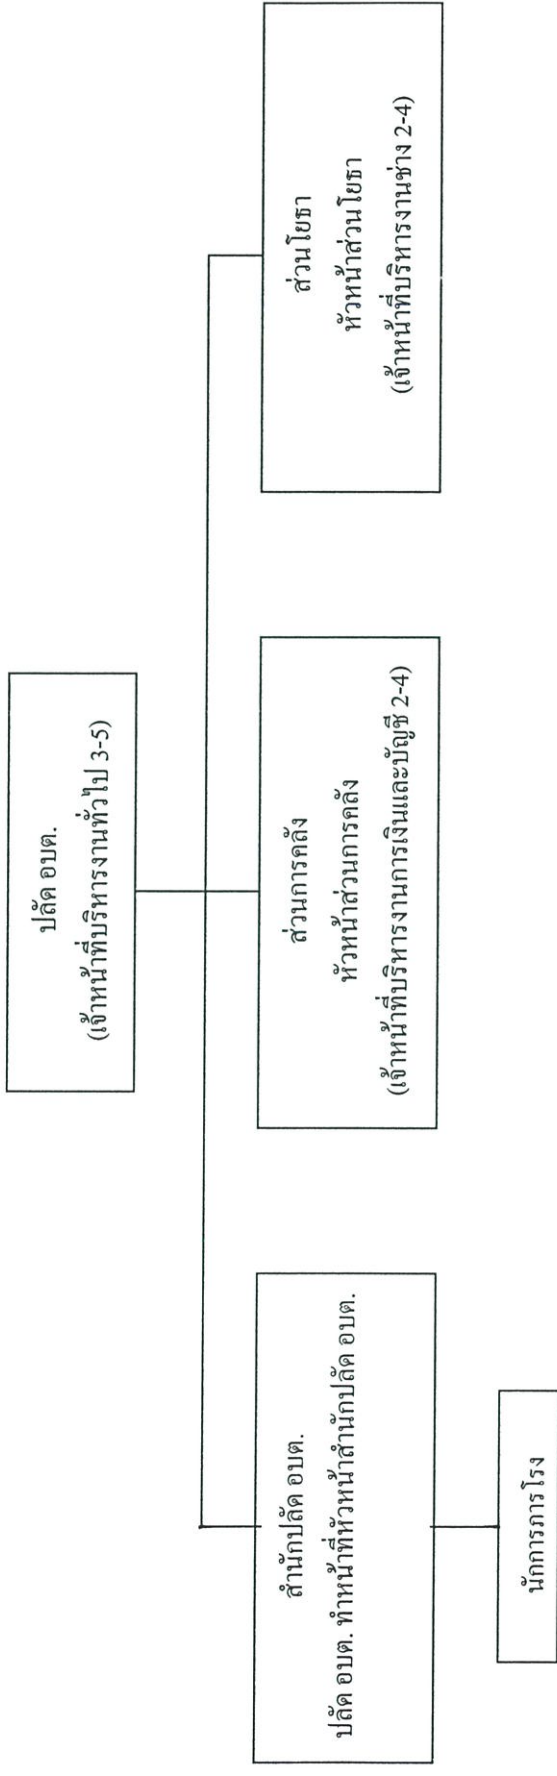 ปลัด อบต.
(เจ้าหน้าที่บริหารงานทั่วไป 3-5)
สำนักปลัด อบต.
ปลัด อบต. ทำหน้าที่หัวหน้าสำนักปลัด อบต.
ส่วนการคลัง
หัวหน้าส่วนการคลัง
(เจ้าหน้าที่บริหารงานการเงินและบัญชี 2-4)
ส่วนโยธา
หัวหน้าส่วนโยธา
(เจ้าหน้าที่บริหารงานช่าง 2-4)
นักการภารโรง